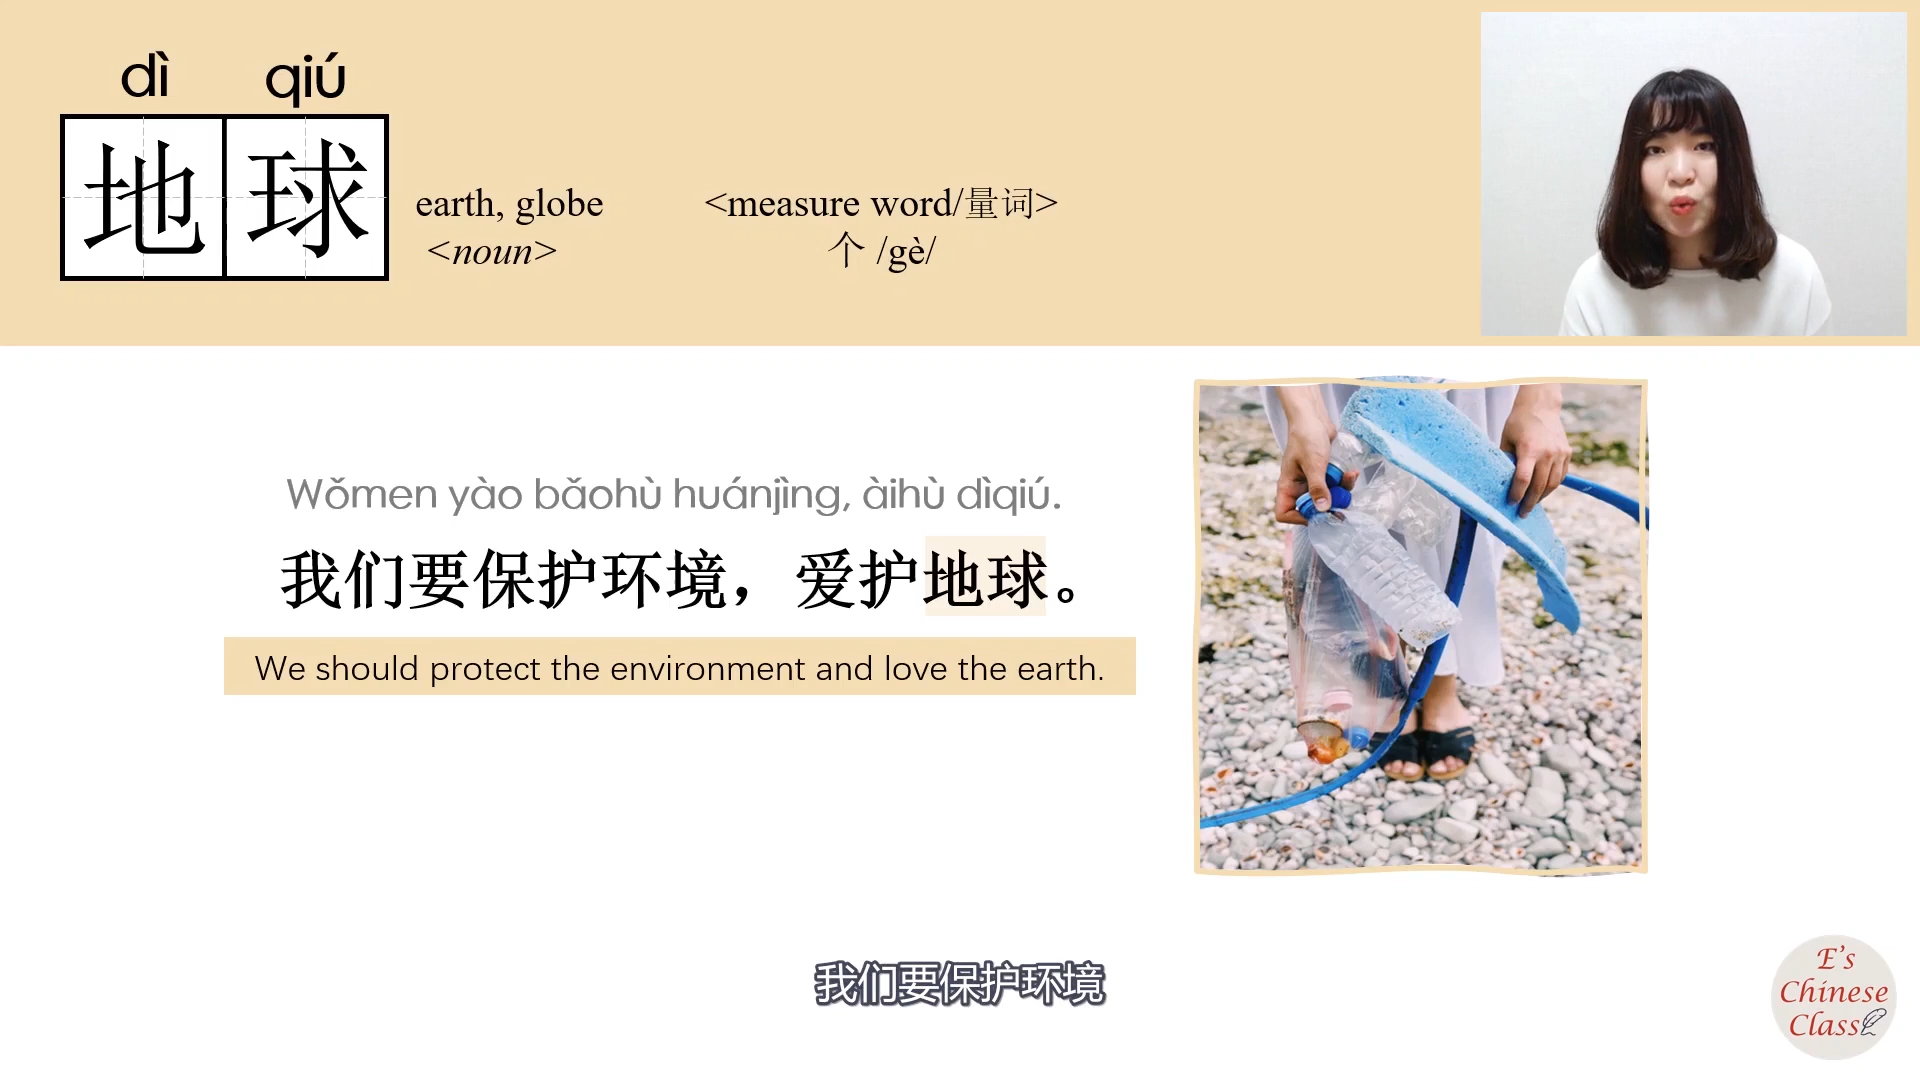 dì qiú
地球
earth, globe
<noun>
<measure word/量词>
个 /gè/
Wǒmen yào bǎohù huánjìng, àihù dìqiú.
我们要保护环境，爱护地球。
We should protect the environment and love the earth.
我们要保护环境
E's
Chinese
Class